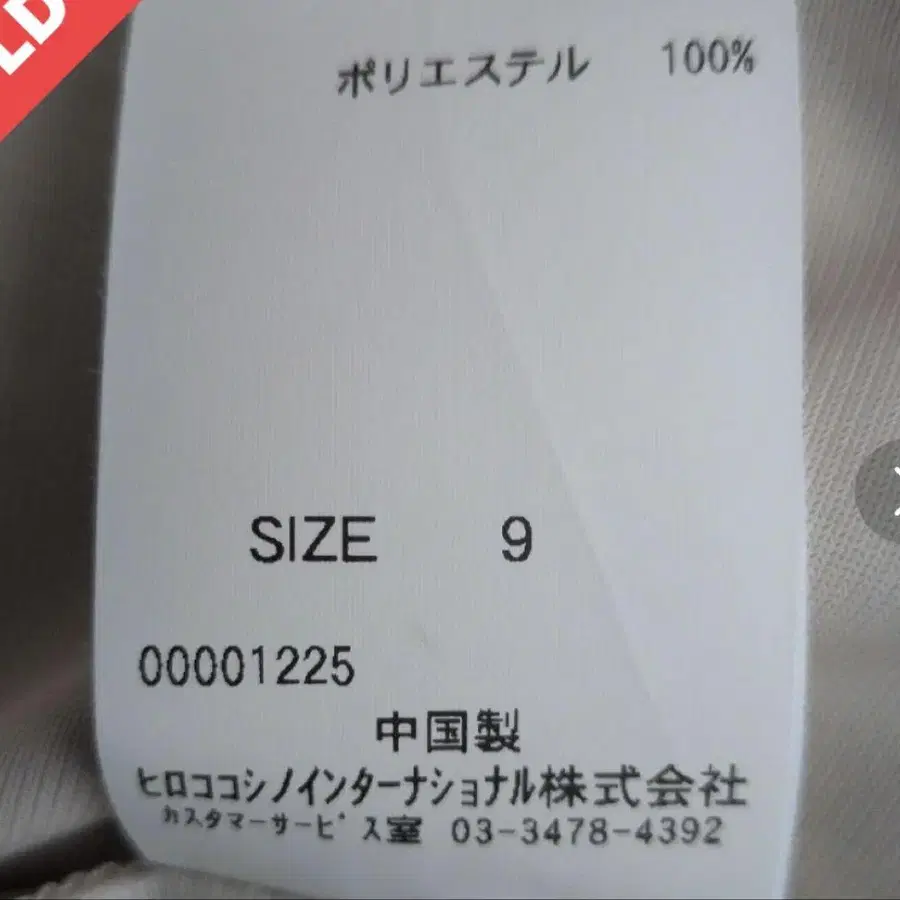 ポリエステル 100%
SIZE 9
00001225
中国製
ヒロココシノインターナショナル株式会社
カスタマーサービス室 03-3478-4392